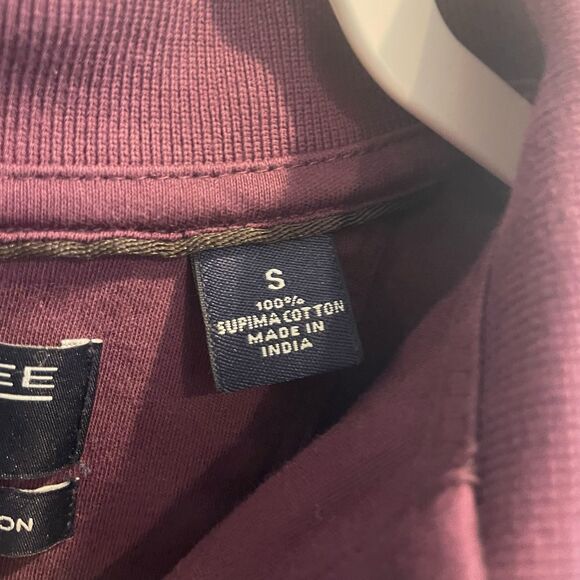 S
100%
SUPIMA COTTON
MADE IN
INDIA
EE
ON